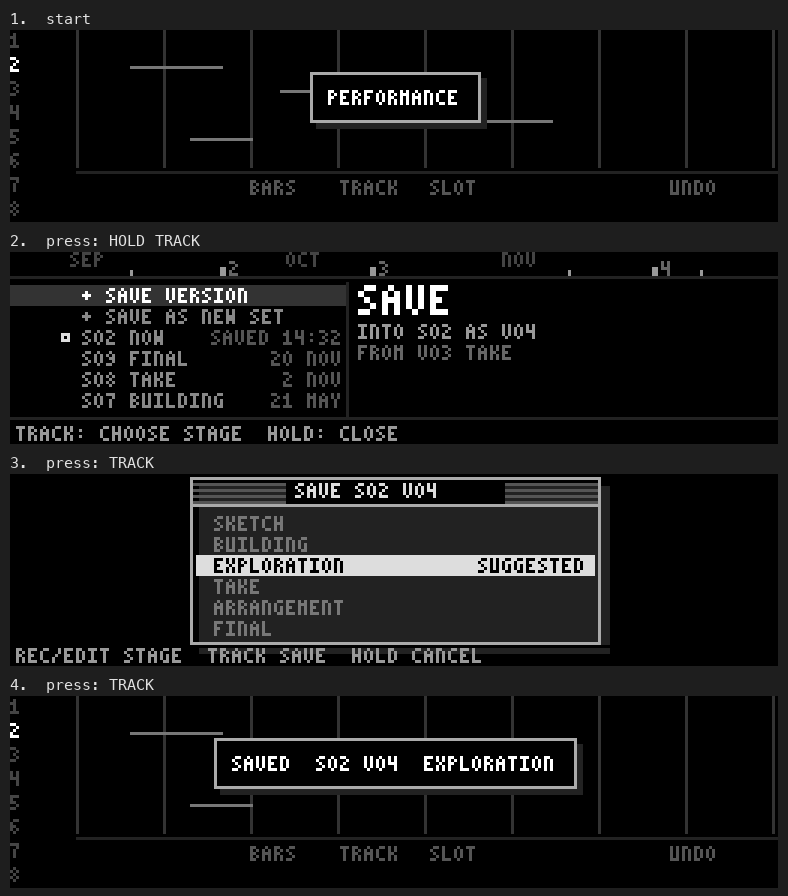 1.  start
1
2
3
PERFORMANCE
4
5
6
7 BARS TRACK SLOT UNDO
8
2.  press: HOLD TRACK
SEP OCT NOV
2 3 4
+ SAVE VERSION
+ SAVE AS NEW SET
S02 NOW SAVED 14:32
S09 FINAL 20 NOV
S08 TAKE 2 NOV
S07 BUILDING 21 MAY
SAVE
INTO S02 AS V04
FROM V03 TAKE
TRACK: CHOOSE STAGE  HOLD: CLOSE
3.  press: TRACK
SAVE S02 V04
SKETCH
BUILDING
EXPLORATION SUGGESTED
TAKE
ARRANGEMENT
FINAL
REC/EDIT STAGE  TRACK SAVE  HOLD CANCEL
4.  press: TRACK
1
2
3
SAVED  S02 V04  EXPLORATION
4
5
6
7 BARS TRACK SLOT UNDO
8